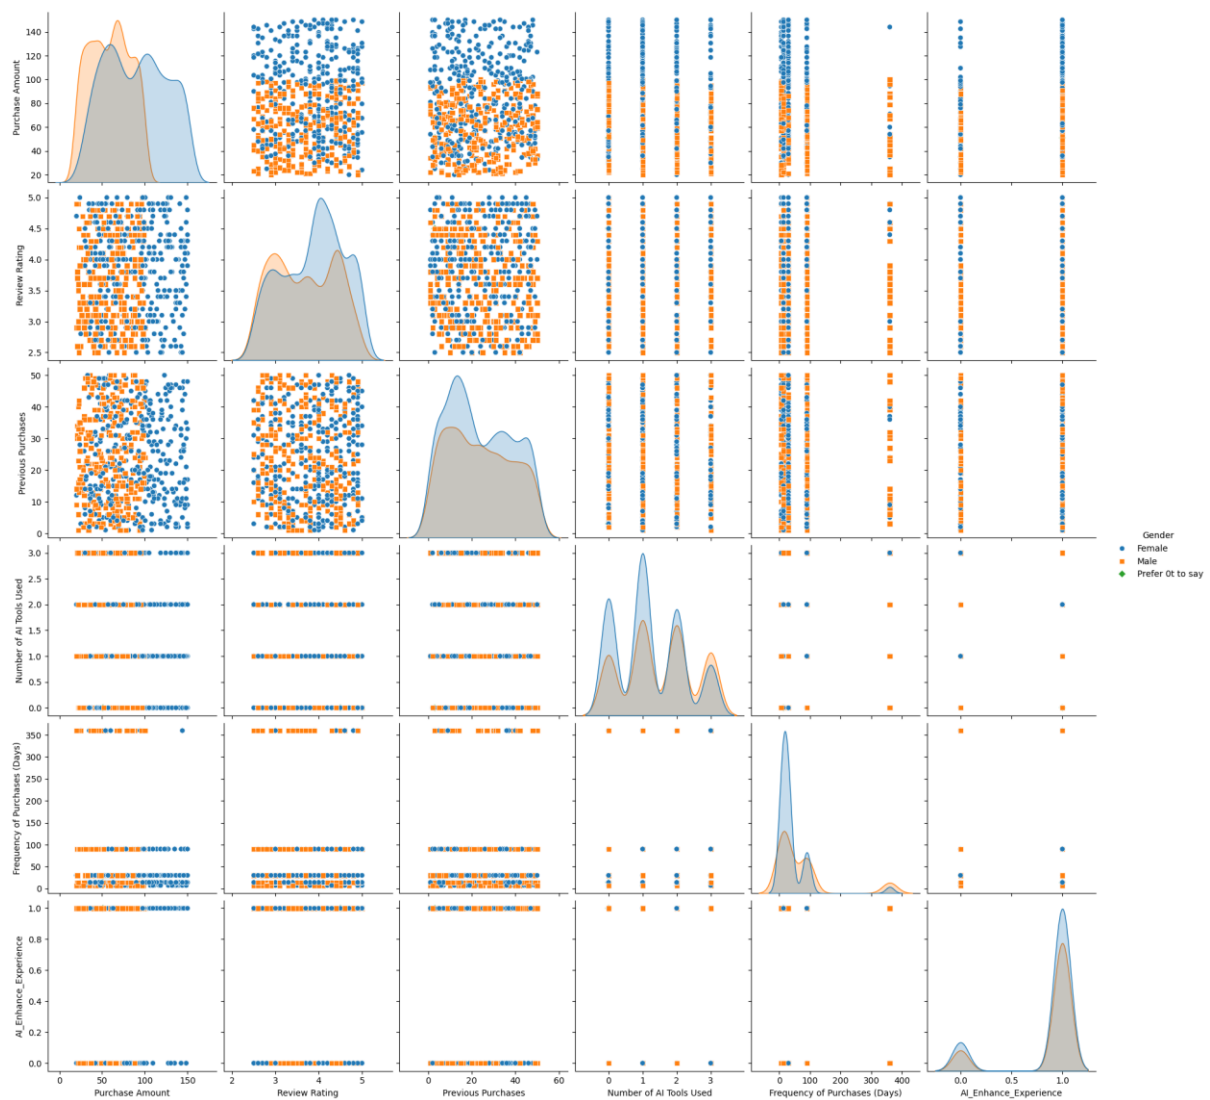 140
120
100
80
60
40
20
Purchase Amount
5.0
4.5
4.0
3.5
3.0
2.5
Review Rating
50
40
30
20
10
0
Previous Purchases
3.0
2.5
2.0
1.5
1.0
0.5
0.0
Number of AI Tools Used
350
300
250
200
150
100
50
0
Frequency of Purchases (Days)
1.0
0.8
0.6
0.4
0.2
0.0
AI_Enhance_Experience
0 50 100 150
Purchase Amount
2 3 4 5
Review Rating
0 20 40 60
Previous Purchases
0 1 2 3
Number of AI Tools Used
0 100 200 300 400
Frequency of Purchases (Days)
0.0 0.5 1.0
AI_Enhance_Experience
Gender
Female
Male
Prefer 0t to say